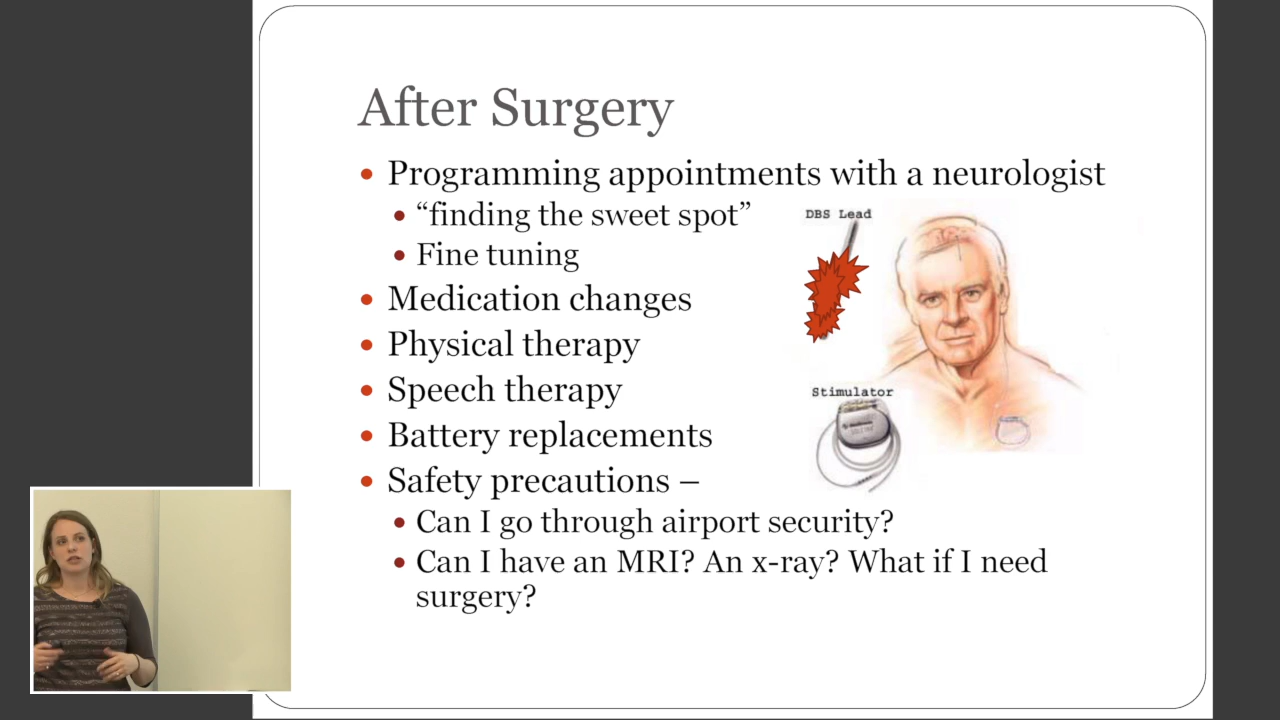 After Surgery
Programming appointments with a neurologist
“finding the sweet spot”
Fine tuning
Medication changes
Physical therapy
Speech therapy
Battery replacements
Safety precautions –
Can I go through airport security?
Can I have an MRI? An x-ray? What if I need
surgery?
DBS Lead
Stimulator